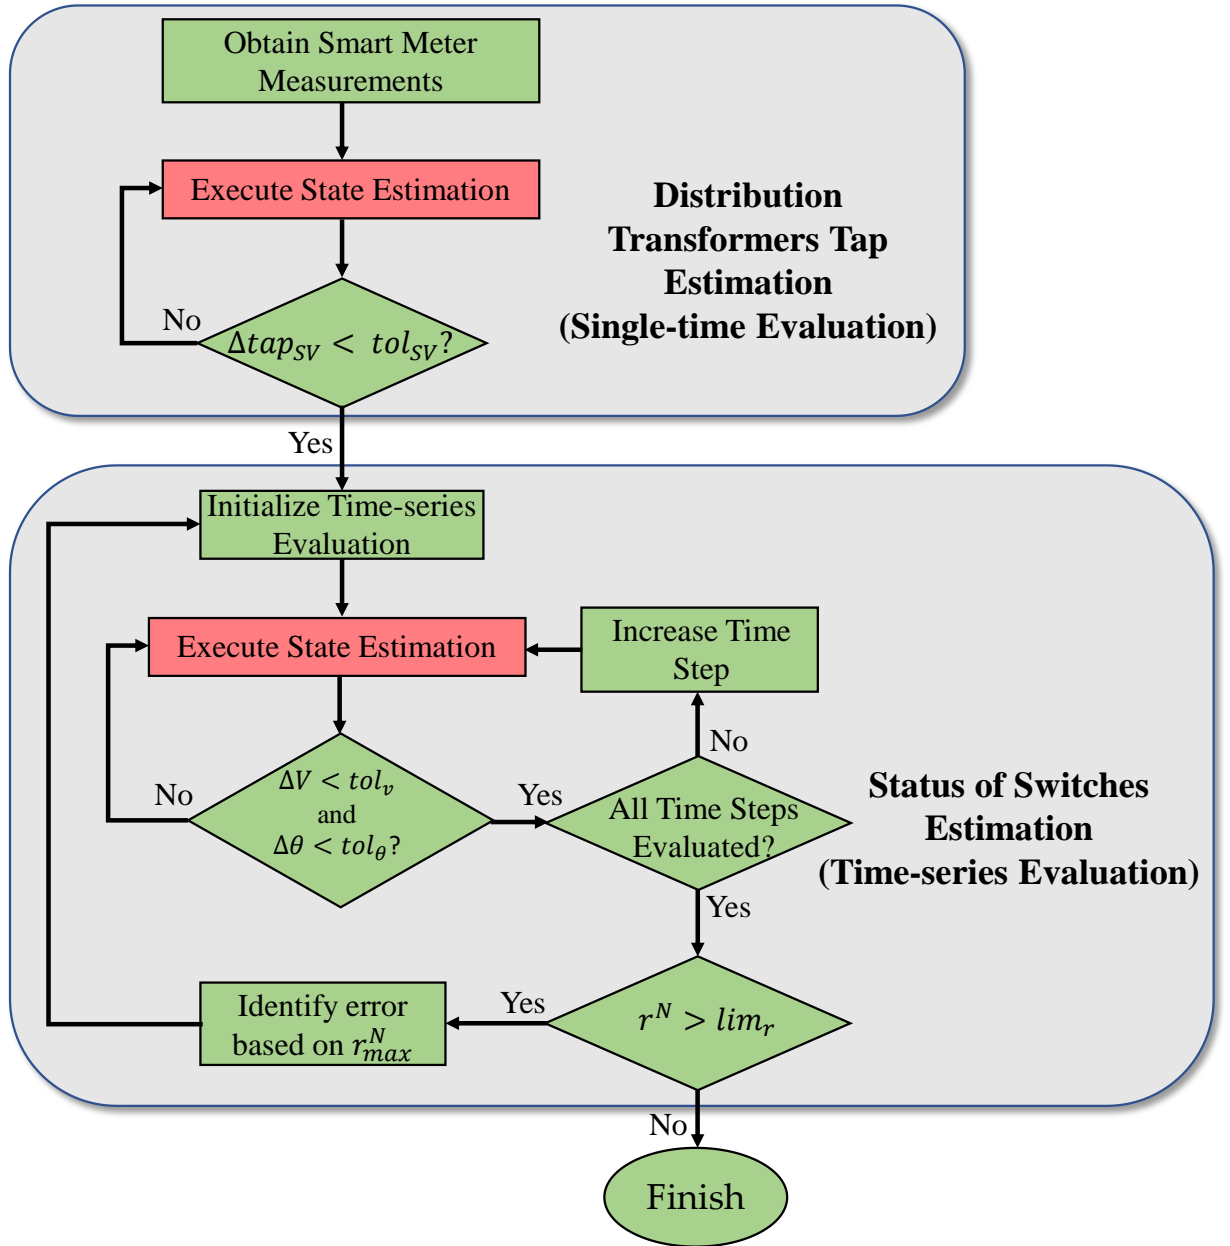 Obtain Smart Meter
Measurements
Execute State Estimation
Distribution
Transformers Tap
Estimation
(Single-time Evaluation)
No
Δtap_SV < tol_SV?
Yes
Initialize Time-series
Evaluation
Execute State Estimation
Increase Time
Step
No
No
ΔV < tol_v
and
Δθ < tol_θ?
Yes
All Time Steps
Evaluated?
Status of Switches
Estimation
(Time-series Evaluation)
Yes
Identify error
based on r^N_max
Yes
r^N > lim_r
No
Finish